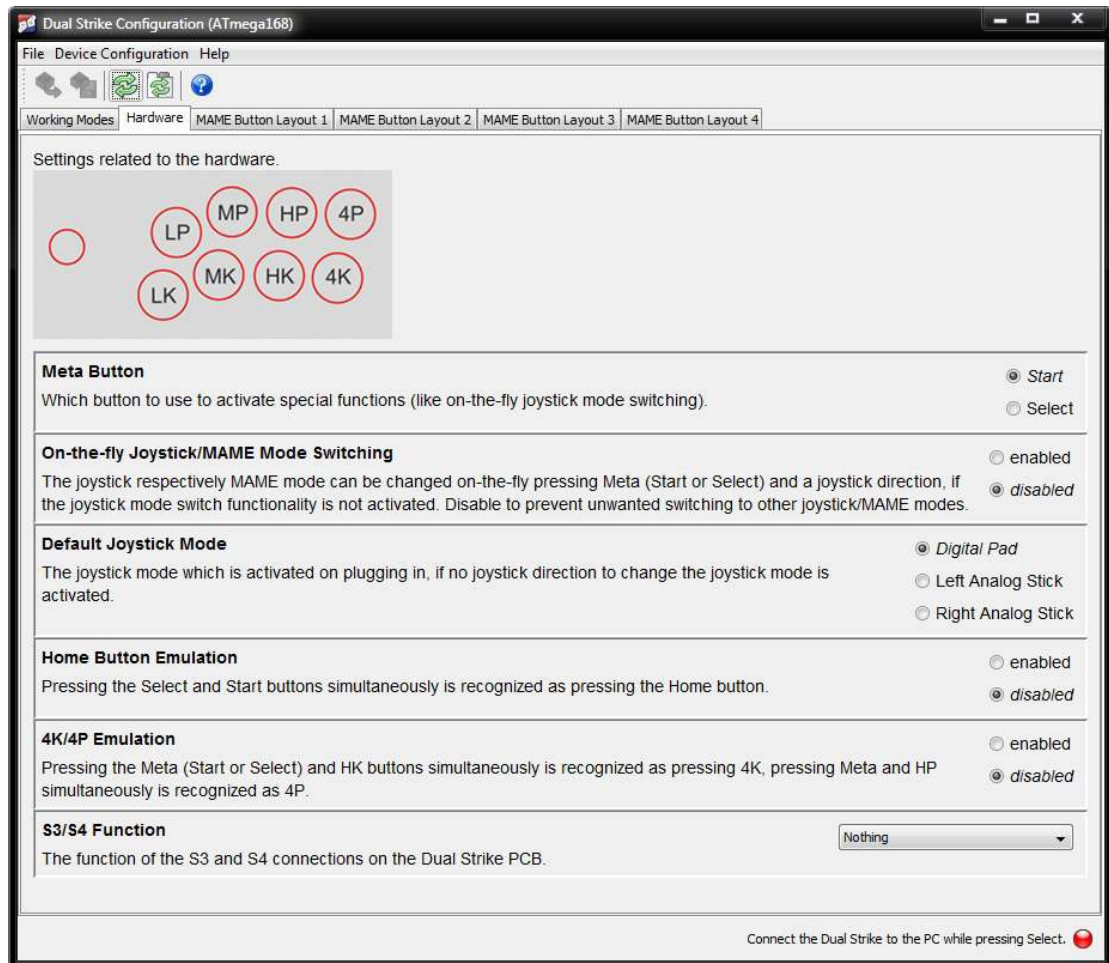 Dual Strike Configuration (ATmega168)
File Device Configuration Help
Working Modes Hardware MAME Button Layout 1 MAME Button Layout 2 MAME Button Layout 3 MAME Button Layout 4
Settings related to the hardware.
LP MP HP 4P
LK MK HK 4K
Meta Button
Which button to use to activate special functions (like on-the-fly joystick mode switching).
Start
Select
On-the-fly Joystick/MAME Mode Switching
The joystick respectively MAME mode can be changed on-the-fly pressing Meta (Start or Select) and a joystick direction, if
the joystick mode switch functionality is not activated. Disable to prevent unwanted switching to other joystick/MAME modes.
enabled
disabled
Default Joystick Mode
The joystick mode which is activated on plugging in, if no joystick direction to change the joystick mode is
activated.
Digital Pad
Left Analog Stick
Right Analog Stick
Home Button Emulation
Pressing the Select and Start buttons simultaneously is recognized as pressing the Home button.
enabled
disabled
4K/4P Emulation
Pressing the Meta (Start or Select) and HK buttons simultaneously is recognized as pressing 4K, pressing Meta and HP
simultaneously is recognized as 4P.
enabled
disabled
S3/S4 Function
The function of the S3 and S4 connections on the Dual Strike PCB.
Nothing
Connect the Dual Strike to the PC while pressing Select.